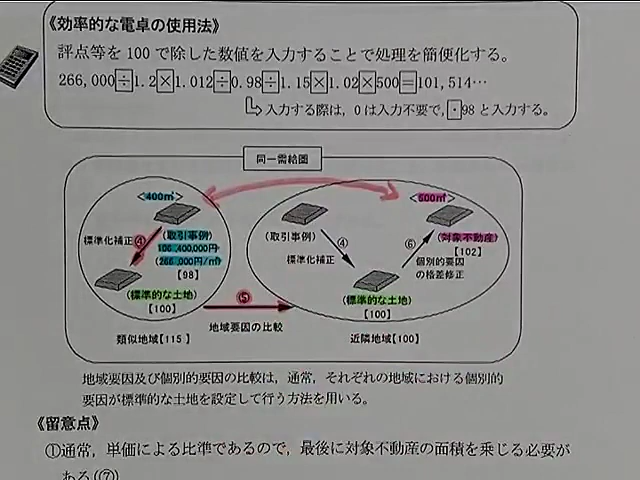 《効率的な電卓の使用法》
評点等を100で除した数値を入力することで処理を簡便化する。
266,000÷1.2×1.012÷0.98÷1.15×1.02×500=101,514…
入力する際は，0は入力不要で，・98と入力する。
同一需給圏
<400㎡>
(取引事例)
106,400,000円
(266,000円/㎡)
【98】
標準化補正
④
(標準的な土地)
【100】
類似地域【115】
⑤
地域要因の比較
(取引事例)
④
標準化補正
(標準的な土地)
【100】
<500㎡>
(対象不動産)
【102】
⑥
個別的要因
の格差修正
近隣地域【100】
地域要因及び個別的要因の比較は，通常，それぞれの地域における個別的
要因が標準的な土地を設定して行う方法を用いる。
《留意点》
①通常，単価による比準であるので，最後に対象不動産の面積を乗じる必要が
ある(⑦)